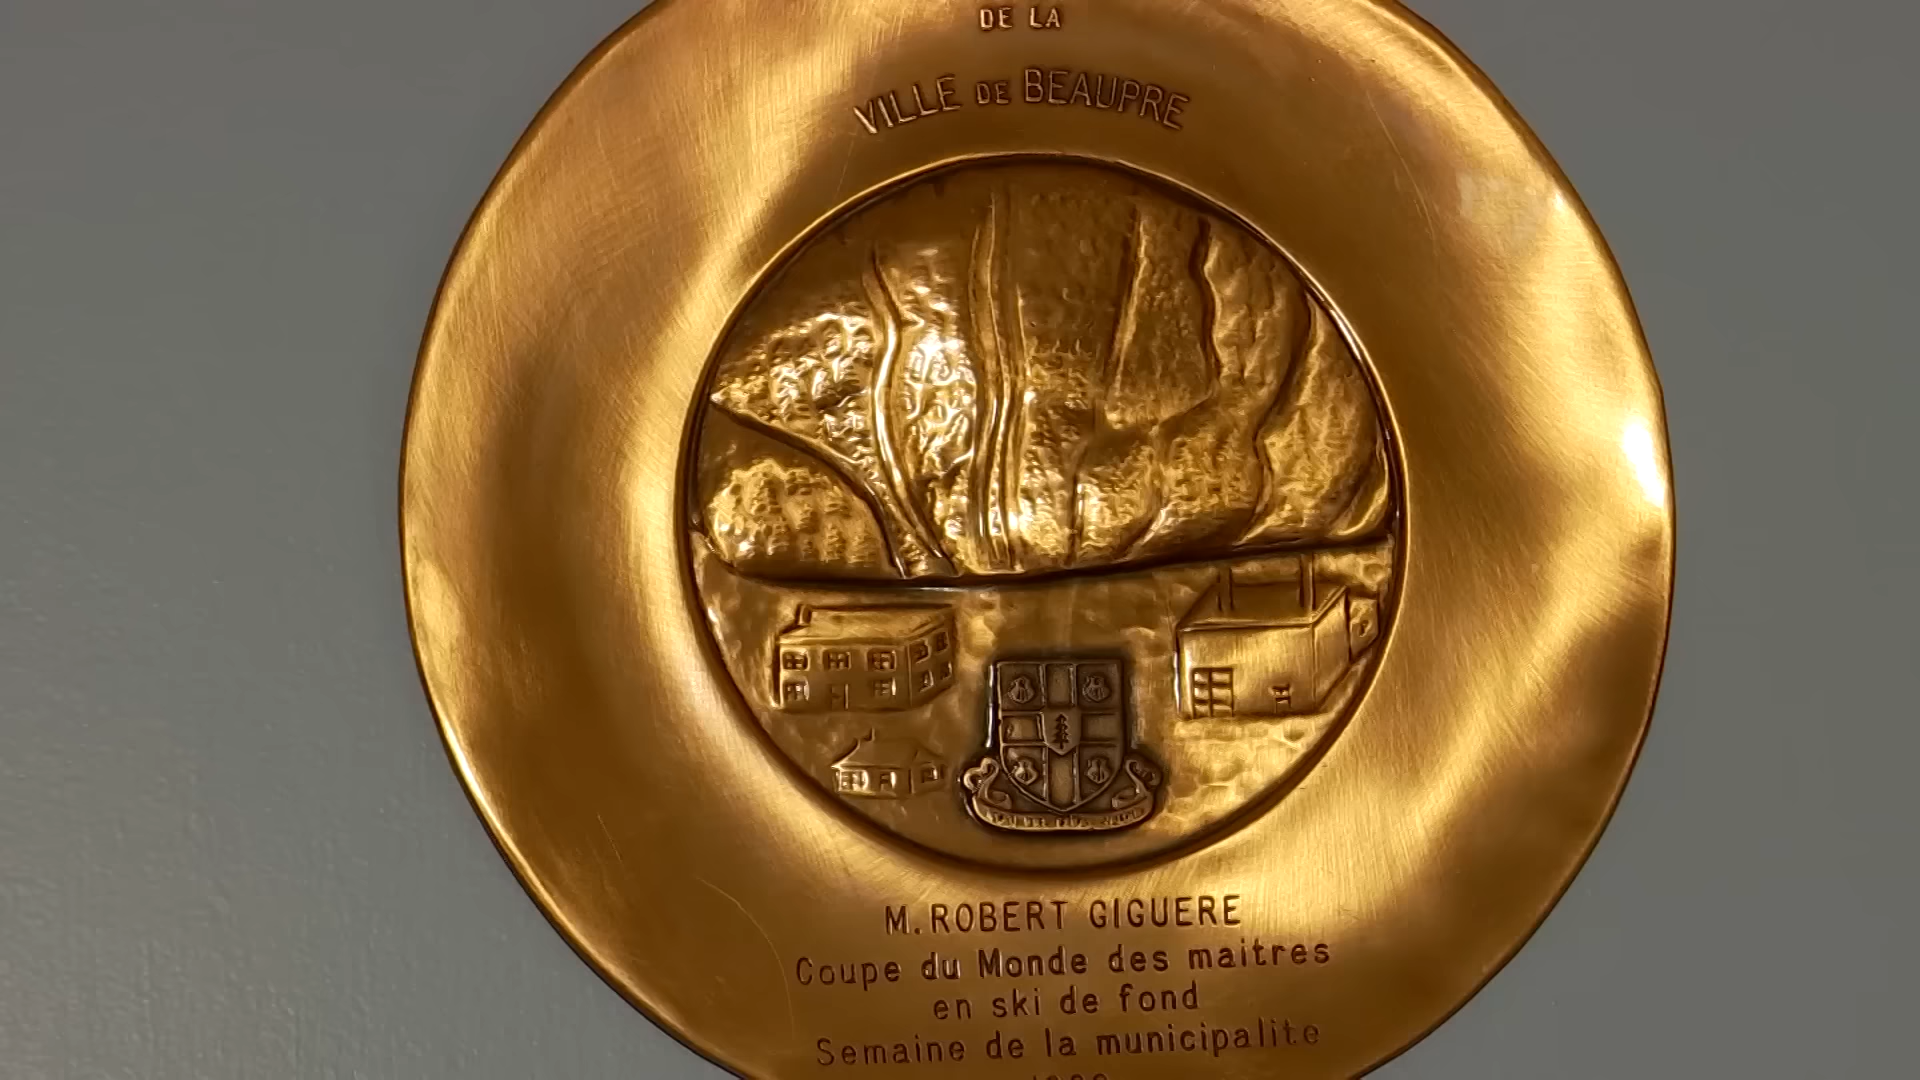 DE LA
VILLE DE BEAUPRE
M. ROBERT GIGUERE
Coupe du Monde des maitres
en ski de fond
Semaine de la municipalite